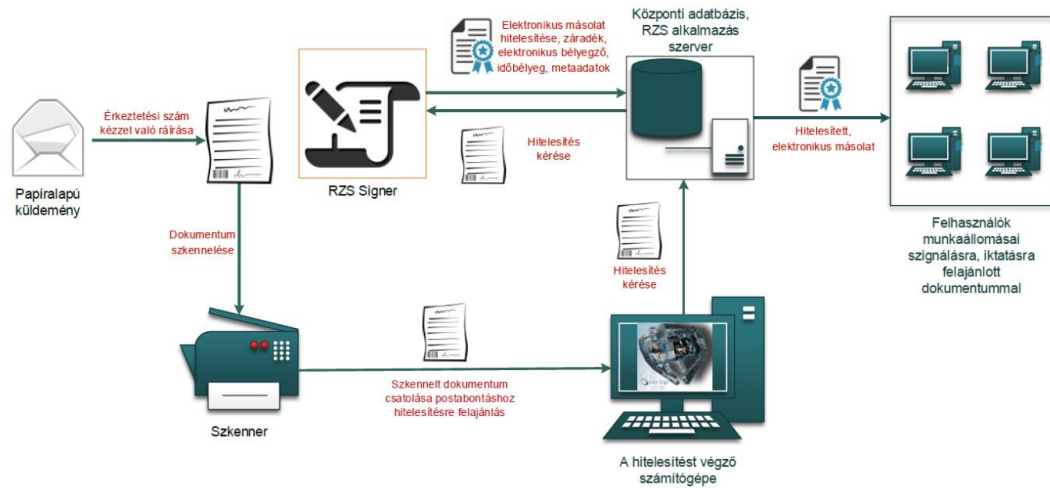 Elektronikus másolat
hitelesítése, záradék,
elektronikus bélyegző,
időbélyeg, metaadatok
Központi adatbázis,
RZS alkalmazás
szerver
Érkeztetési szám
kézzel való ráírása
Hitelesítés
kérése
Hitelesített,
elektronikus másolat
Papíralapú
küldemény
RZS Signer
Dokumentum
szkennelése
Hitelesítés
kérése
Felhasználók
munkaállomásai
szignálásra, iktatásra
felajánlott
dokumentummal
Szkennelt dokumentum
csatolása postabontáshoz
hitelesítésre felajánlás
Szkenner
A hitelesítést végző
számítógépe